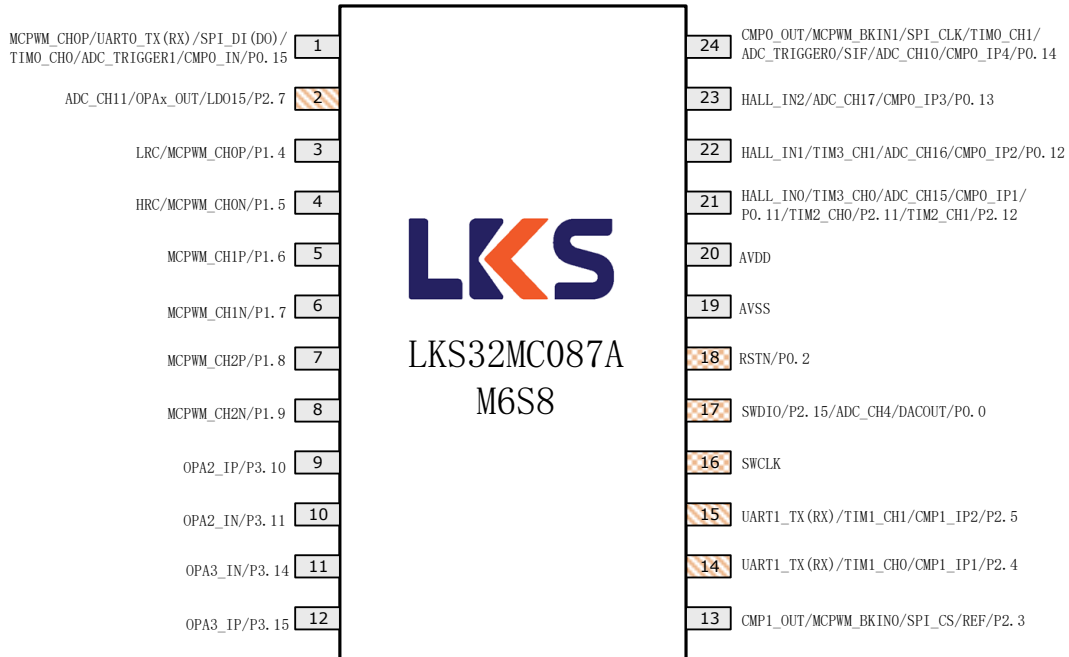 MCPWM_CH0P/UART0_TX(RX)/SPI_DI(DO)/
TIM0_CH0/ADC_TRIGGER1/CMP0_IN/P0.15
1
ADC_CH11/OPAx_OUT/LDO15/P2.7
2
LRC/MCPWM_CH0P/P1.4
3
HRC/MCPWM_CH0N/P1.5
4
MCPWM_CH1P/P1.6
5
MCPWM_CH1N/P1.7
6
MCPWM_CH2P/P1.8
7
MCPWM_CH2N/P1.9
8
OPA2_IP/P3.10
9
OPA2_IN/P3.11
10
OPA3_IN/P3.14
11
OPA3_IP/P3.15
12
LKS
LKS32MC087A
M6S8
24
CMP0_OUT/MCPWM_BKIN1/SPI_CLK/TIM0_CH1/
ADC_TRIGGER0/SIF/ADC_CH10/CMP0_IP4/P0.14
23
HALL_IN2/ADC_CH17/CMP0_IP3/P0.13
22
HALL_IN1/TIM3_CH1/ADC_CH16/CMP0_IP2/P0.12
21
HALL_IN0/TIM3_CH0/ADC_CH15/CMP0_IP1/
P0.11/TIM2_CH0/P2.11/TIM2_CH1/P2.12
20
AVDD
19
AVSS
18
RSTN/P0.2
17
SWDIO/P2.15/ADC_CH4/DACOUT/P0.0
16
SWCLK
15
UART1_TX(RX)/TIM1_CH1/CMP1_IP2/P2.5
14
UART1_TX(RX)/TIM1_CH0/CMP1_IP1/P2.4
13
CMP1_OUT/MCPWM_BKIN0/SPI_CS/REF/P2.3